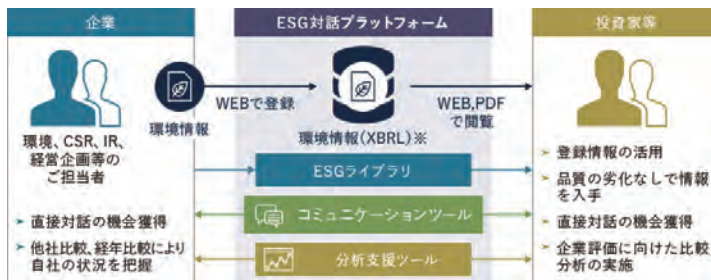 企業
ESG対話プラットフォーム
投資家等
環境情報
WEBで登録
環境情報(XBRL)※
WEB,PDF
で閲覧
環境、CSR、IR、
経営企画等の
ご担当者
ESGライブラリ
コミュニケーションツール
分析支援ツール
➢ 直接対話の機会獲得
➢ 他社比較、経年比較により
自社の状況を把握
➢ 登録情報の活用
➢ 品質の劣化なしで情報
を入手
➢ 直接対話の機会獲得
➢ 企業評価に向けた比較
分析の実施